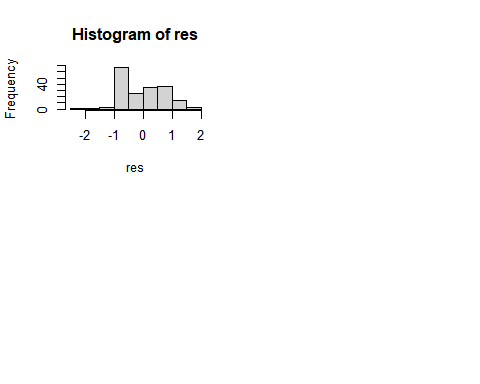 Histogram of res
Frequency
40
0
-2 -1 0 1 2
res